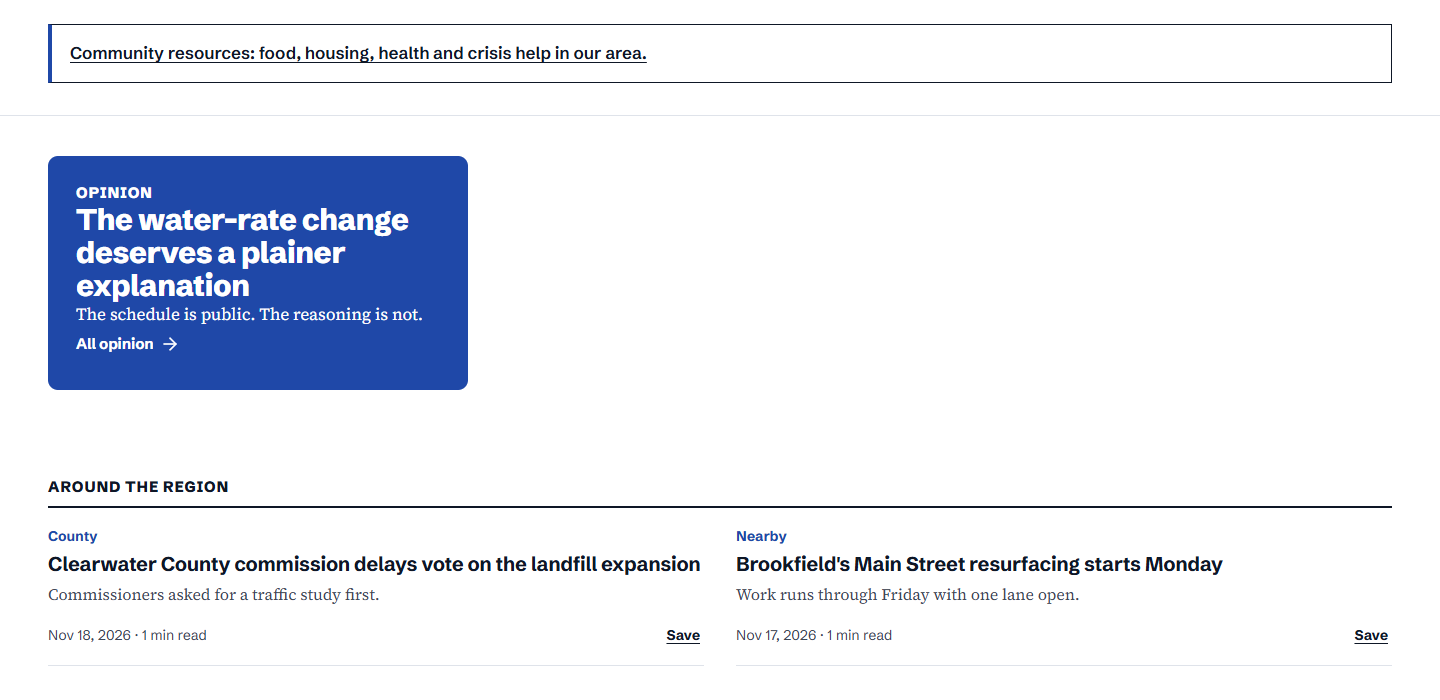 Community resources: food, housing, health and crisis help in our area.
OPINION
The water-rate change
deserves a plainer
explanation
The schedule is public. The reasoning is not.
All opinion →
AROUND THE REGION
County
Clearwater County commission delays vote on the landfill expansion
Commissioners asked for a traffic study first.
Nov 18, 2026 · 1 min read
Save
Nearby
Brookfield's Main Street resurfacing starts Monday
Work runs through Friday with one lane open.
Nov 17, 2026 · 1 min read
Save